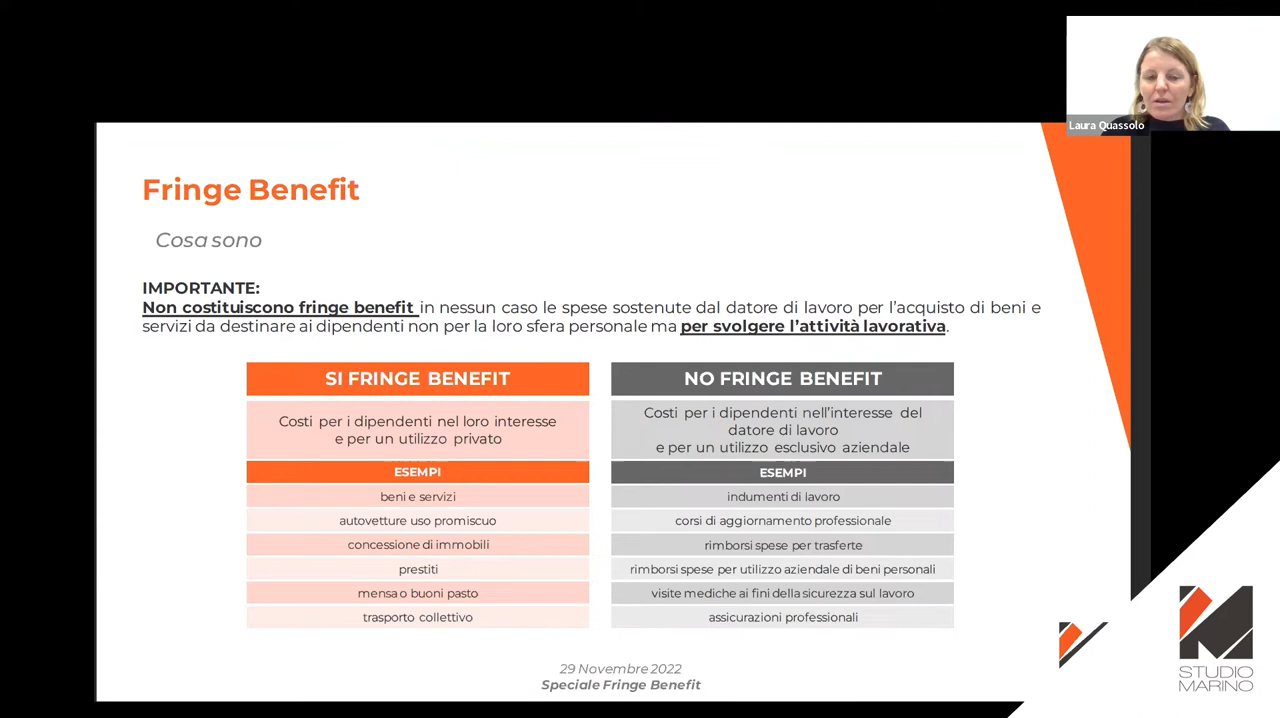 Laura Quassolo
Fringe Benefit
Cosa sono
IMPORTANTE:
Non costituiscono fringe benefit in nessun caso le spese sostenute dal datore di lavoro per l'acquisto di beni e
servizi da destinare ai dipendenti non per la loro sfera personale ma per svolgere l'attività lavorativa.
SI FRINGE BENEFIT
Costi per i dipendenti nel loro interesse
e per un utilizzo privato
ESEMPI
beni e servizi
autovetture uso promiscuo
concessione di immobili
prestiti
mensa o buoni pasto
trasporto collettivo
NO FRINGE BENEFIT
Costi per i dipendenti nell'interesse del
datore di lavoro
e per un utilizzo esclusivo aziendale
ESEMPI
indumenti di lavoro
corsi di aggiornamento professionale
rimborsi spese per trasferte
rimborsi spese per utilizzo aziendale di beni personali
visite mediche ai fini della sicurezza sul lavoro
assicurazioni professionali
29 Novembre 2022
Speciale Fringe Benefit
STUDIO
MARINO